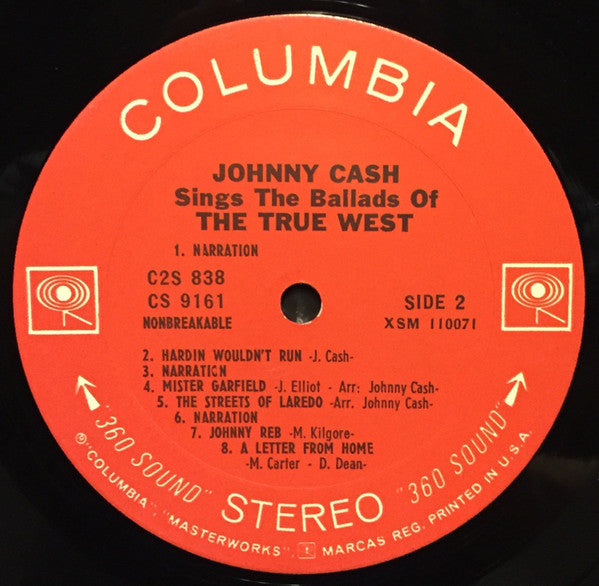 COLUMBIA
JOHNNY CASH
Sings The Ballads Of
THE TRUE WEST
1. NARRATION
C2S 838
CS 9161
NONBREAKABLE
SIDE 2
XSM 110071
2. HARDIN WOULDN'T RUN -J. Cash-
3. NARRATION
4. MISTER GARFIELD -J. Elliot - Arr: Johnny Cash-
5. THE STREETS OF LAREDO -Arr. Johnny Cash-
6. NARRATION
7. JOHNNY REB -M. Kilgore-
8. A LETTER FROM HOME
-M. Carter - D. Dean-
"360 SOUND" STEREO "360 SOUND"
Ⓟ"COLUMBIA", "MASTERWORKS", MARCAS REG. PRINTED IN U.S.A.